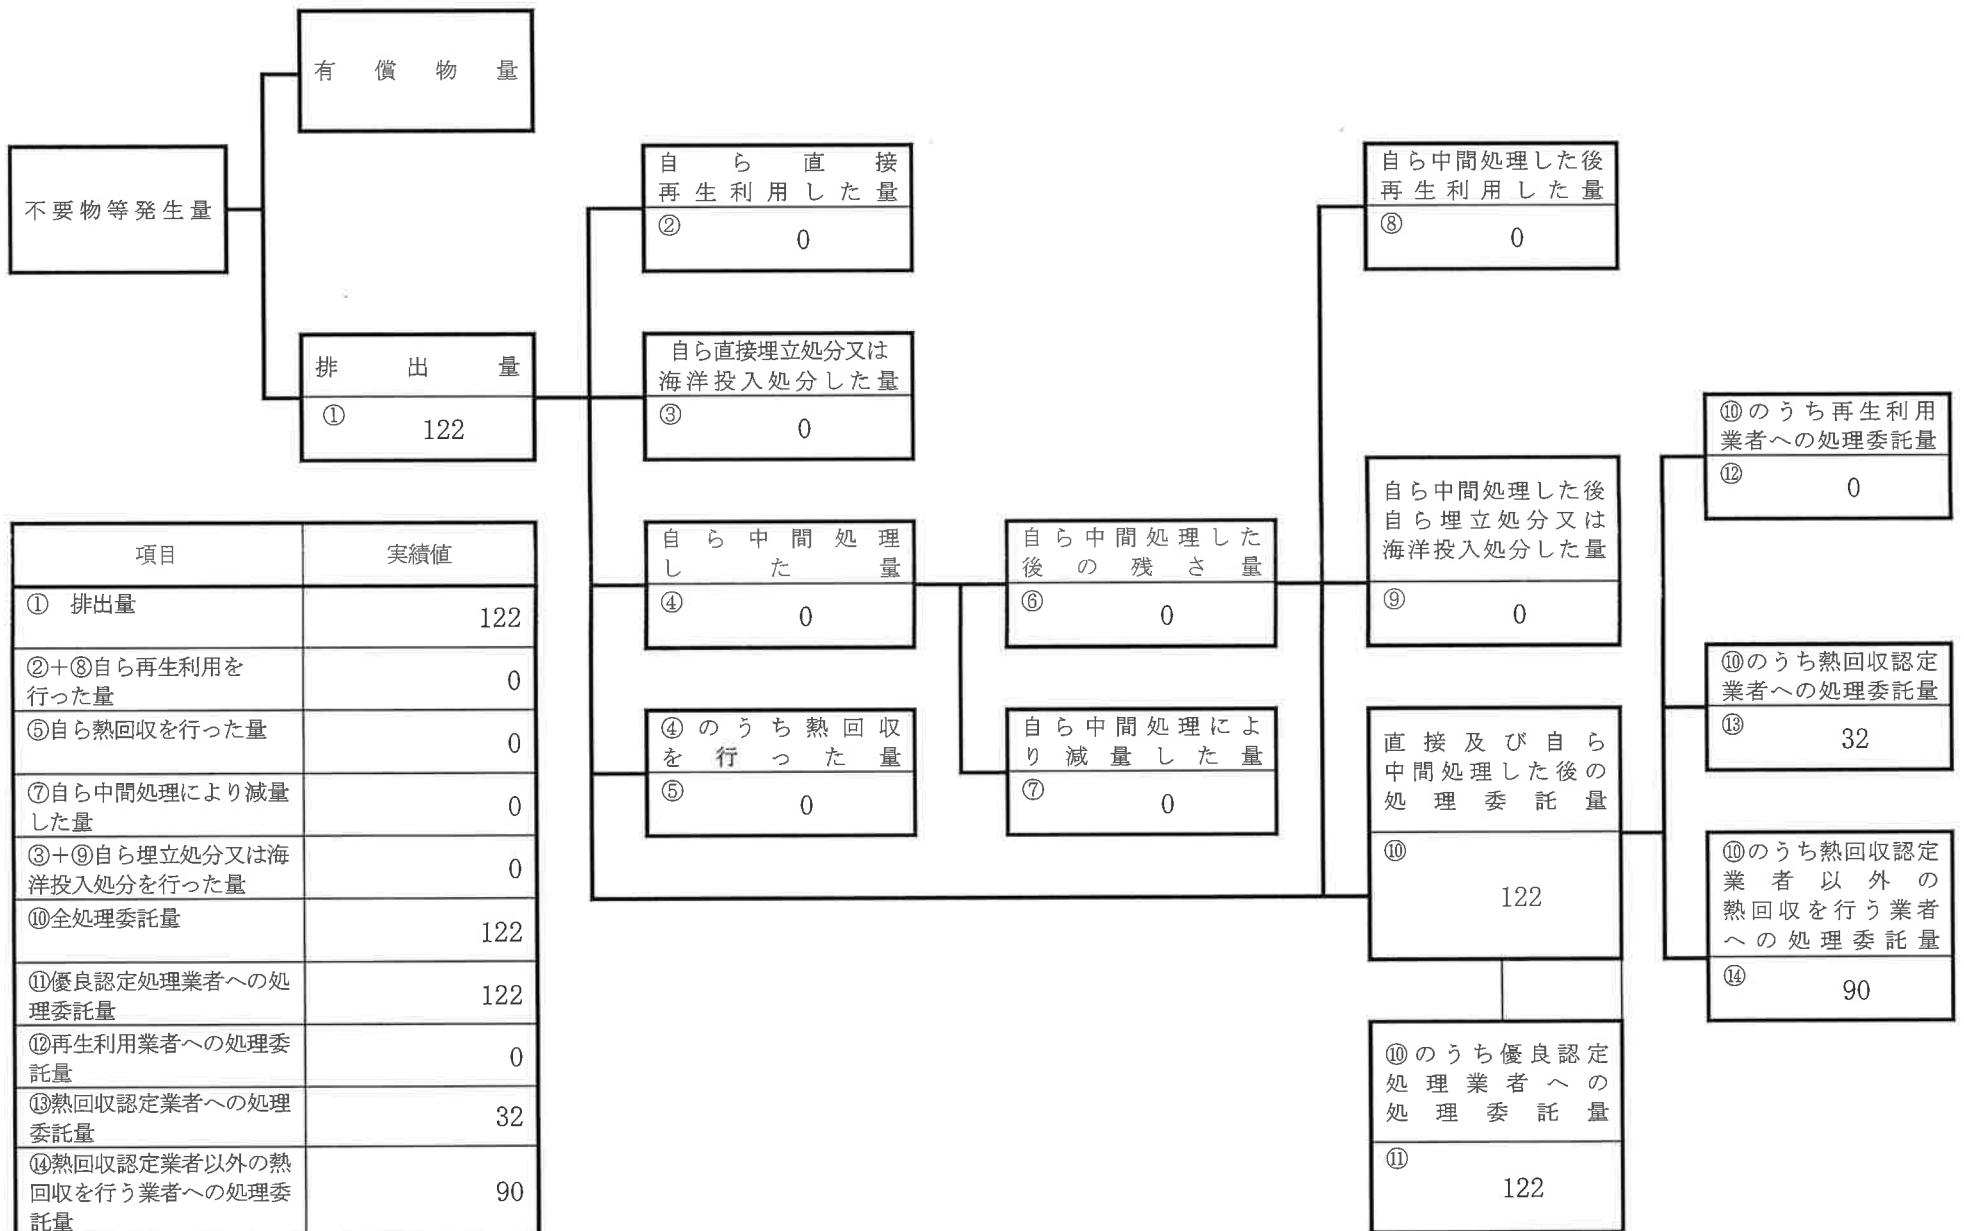 有償物量
不要物等発生量
排出量
① 122
自ら直接
再生利用した量
② 0
自ら直接埋立処分又は
海洋投入処分した量
③ 0
自ら中間処理
した量
④ 0
④のうち熱回収
を行った量
⑤ 0
自ら中間処理した
後の残さ量
⑥ 0
自ら中間処理によ
り減量した量
⑦ 0
自ら中間処理した後
再生利用した量
⑧ 0
自ら中間処理した後
自ら埋立処分又は
海洋投入処分した量
⑨ 0
直接及び自ら
中間処理した後の
処理委託量
⑩ 122
⑩のうち優良認定
処理業者への
処理委託量
⑪ 122
⑩のうち再生利用
業者への処理委託量
⑫ 0
⑩のうち熱回収認定
業者への処理委託量
⑬ 32
⑩のうち熱回収認定
業者以外の
熱回収を行う業者
への処理委託量
⑭ 90
項目 実績値
① 排出量 122
②+⑧自ら再生利用を
行った量 0
⑤自ら熱回収を行った量 0
⑦自ら中間処理により減量
した量 0
③+⑨自ら埋立処分又は海
洋投入処分を行った量 0
⑩全処理委託量 122
⑪優良認定処理業者への処
理委託量 122
⑫再生利用業者への処理委
託量 0
⑬熱回収認定業者への処理
委託量 32
⑭熱回収認定業者以外の熱
回収を行う業者への処理委
託量 90